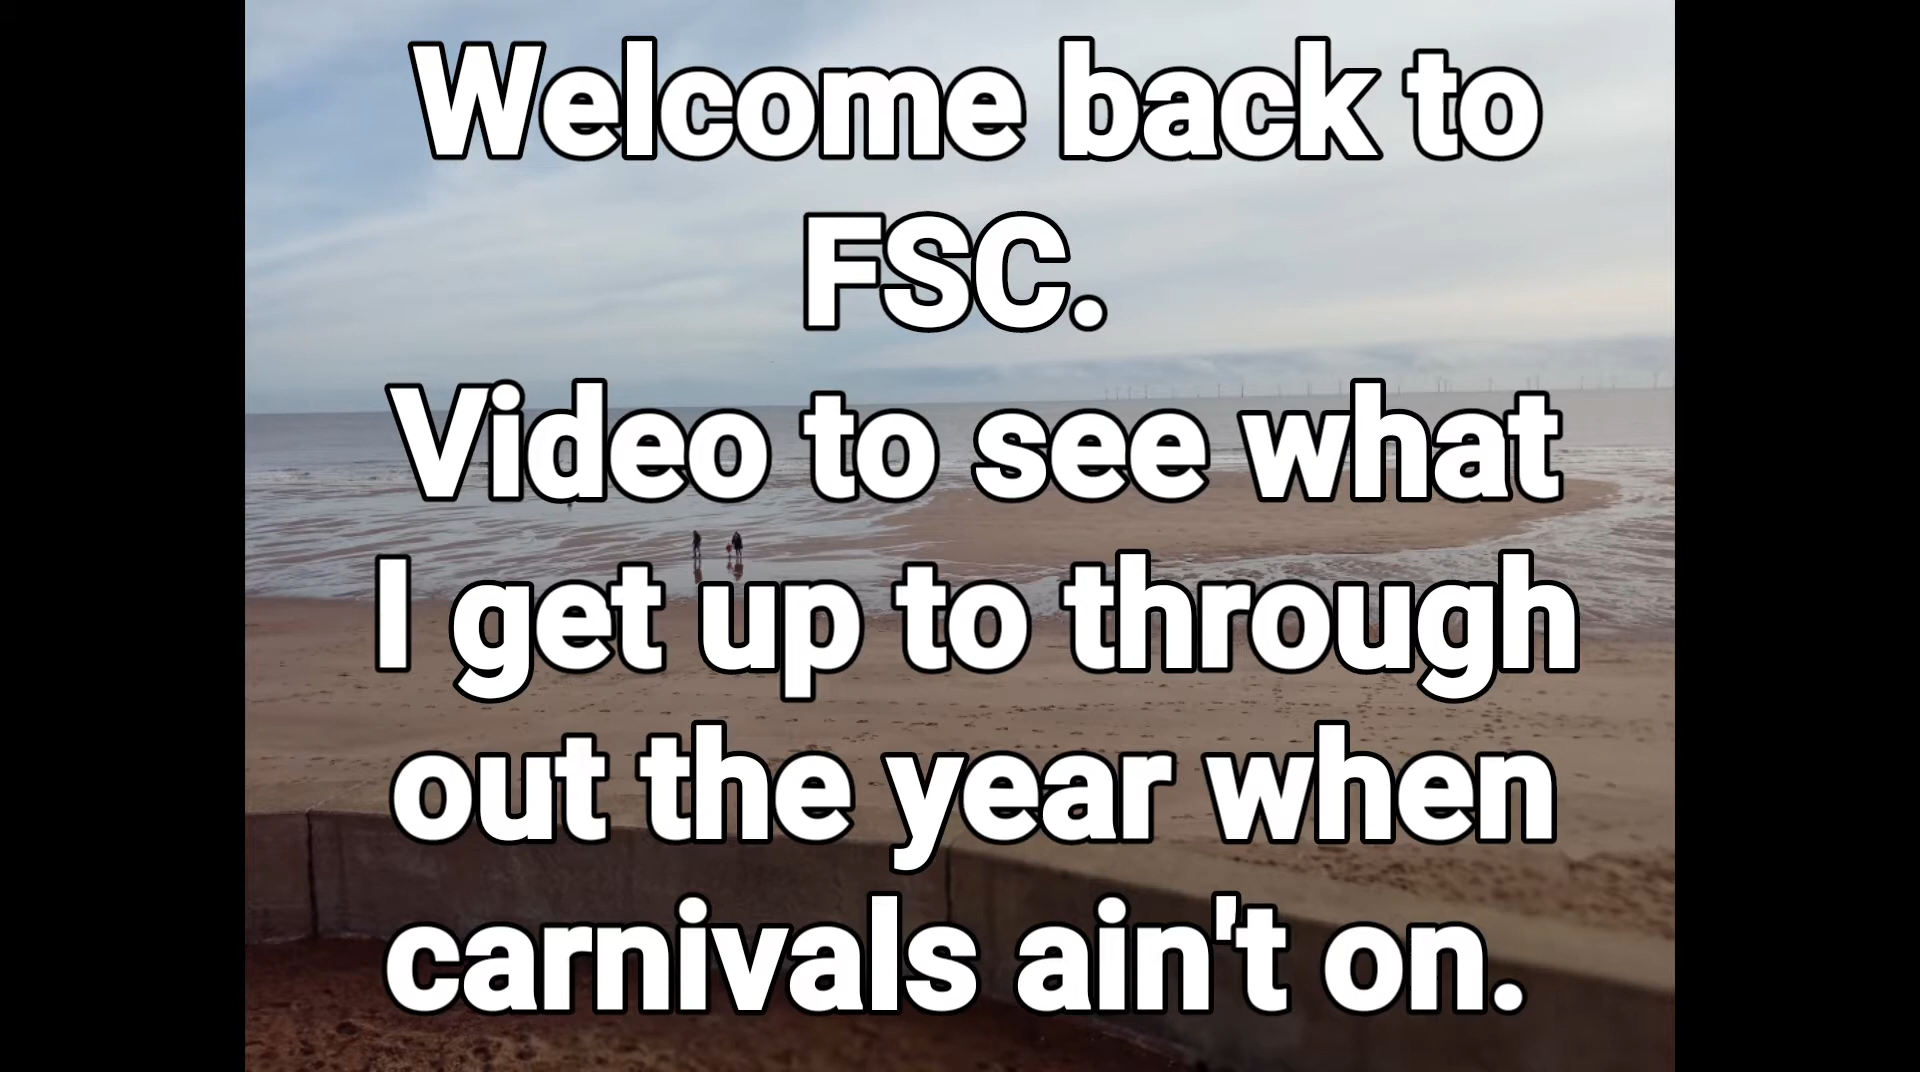 Welcome back to
FSC.
Video to see what
I get up to through
out the year when
carnivals ain't on.